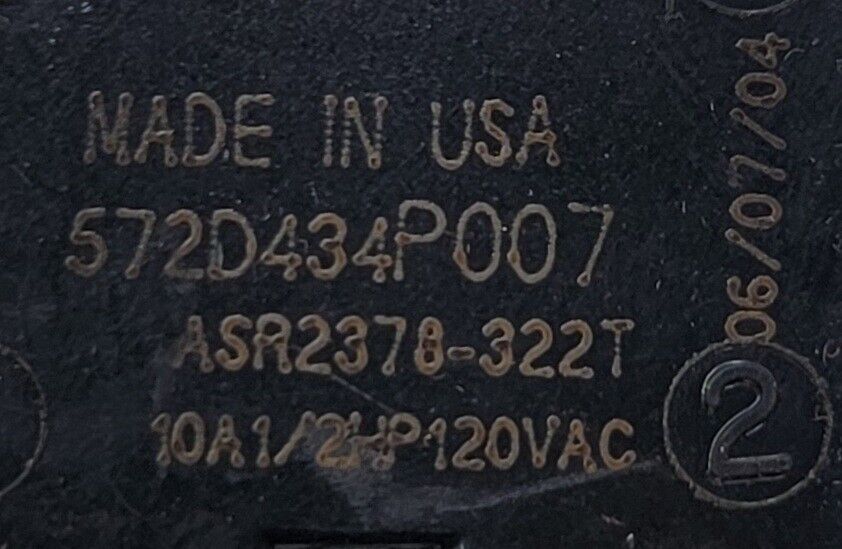 MADE IN USA
572D434P007
ASR2378-322T
10A1/2HP120VAC
06/07/04
2